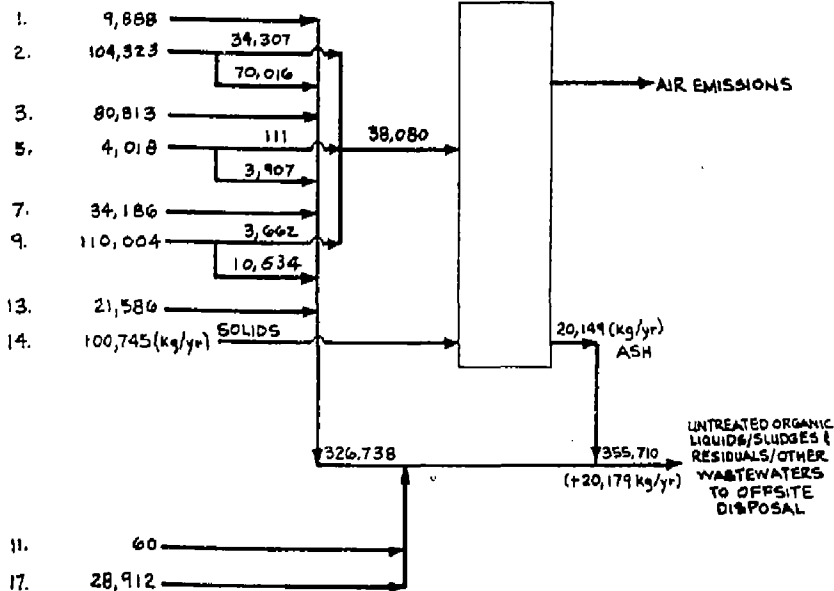 1. 9,888
34,307
2. 104,323
70,016
AIR EMISSIONS
3. 80,813
111
38,080
5. 4,018
3,907
7. 34,186
3,662
9. 110,004
10,534
13. 21,586
14. 100,745 (kg/yr) SOLIDS
20,149 (kg/yr)
ASH
326,738
355,710
(+20,179 kg/yr)
UNTREATED ORGANIC
LIQUIDS/SLUDGES &
RESIDUALS/OTHER
WASTEWATERS
TO OFFSITE
DISPOSAL
11. 60
17. 28,912